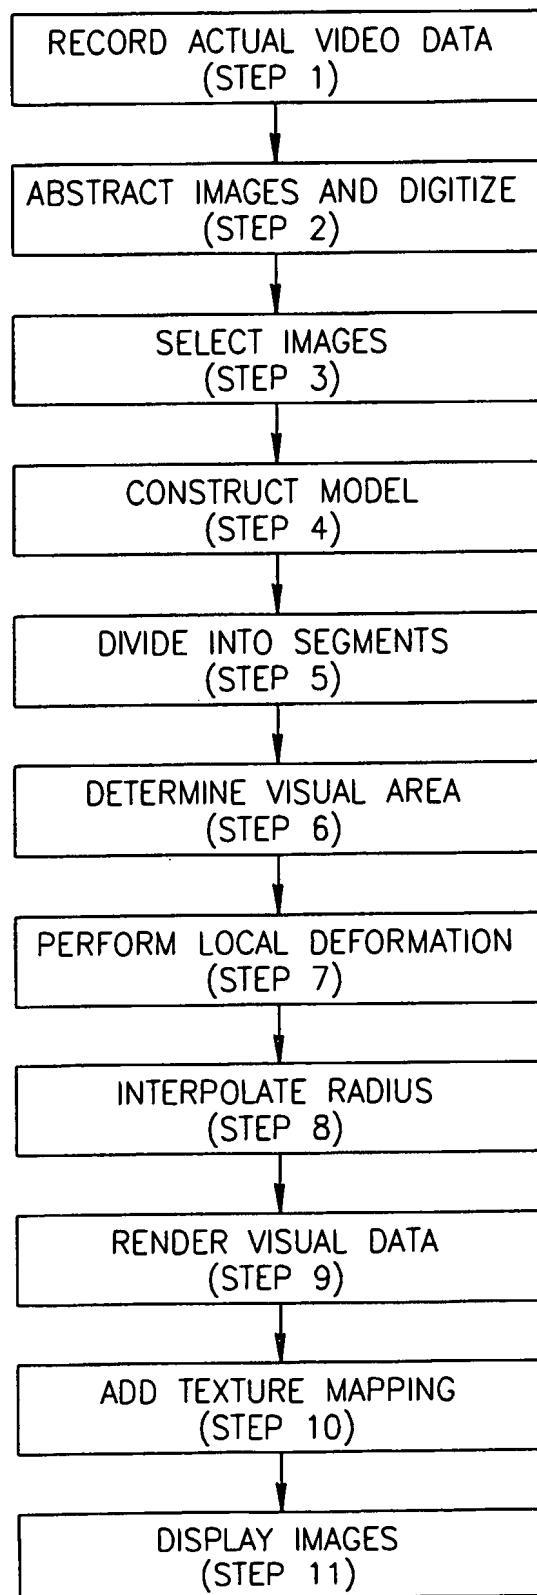 RECORD ACTUAL VIDEO DATA
(STEP 1)
ABSTRACT IMAGES AND DIGITIZE
(STEP 2)
SELECT IMAGES
(STEP 3)
CONSTRUCT MODEL
(STEP 4)
DIVIDE INTO SEGMENTS
(STEP 5)
DETERMINE VISUAL AREA
(STEP 6)
PERFORM LOCAL DEFORMATION
(STEP 7)
INTERPOLATE RADIUS
(STEP 8)
RENDER VISUAL DATA
(STEP 9)
ADD TEXTURE MAPPING
(STEP 10)
DISPLAY IMAGES
(STEP 11)